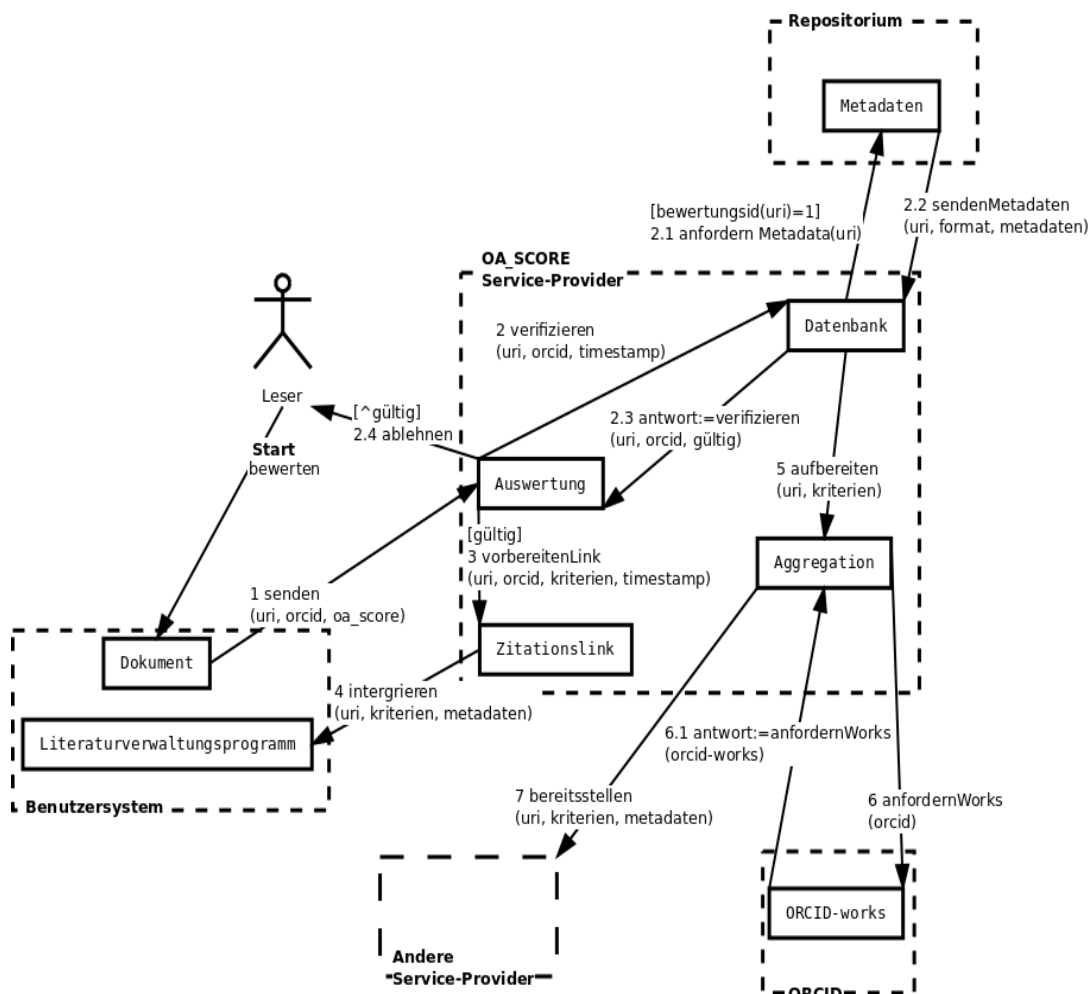 Repositorium
Metadaten
[bewertungsid(uri)=1]
2.1 anfordern Metadata(uri)
2.2 sendenMetadaten
(uri, format, metadaten)
OA_SCORE
Service-Provider
Datenbank
2 verifizieren
(uri, orcid, timestamp)
Leser
[^gültig]
2.4 ablehnen
2.3 antwort:=verifizieren
(uri, orcid, gültig)
Start
bewerten
Auswertung
5 aufbereiten
(uri, kriterien)
[gültig]
3 vorbereitenLink
(uri, orcid, kriterien, timestamp)
Aggregation
1 senden
(uri, orcid, oa_score)
Dokument
Zitationslink
4 intergrieren
(uri, kriterien, metadaten)
Literaturverwaltungsprogramm
Benutzersystem
6.1 antwort:=anfordernWorks
(orcid-works)
7 bereitsstellen
(uri, kriterien, metadaten)
6 anfordernWorks
(orcid)
ORCID-works
Andere
Service-Provider
ORCID